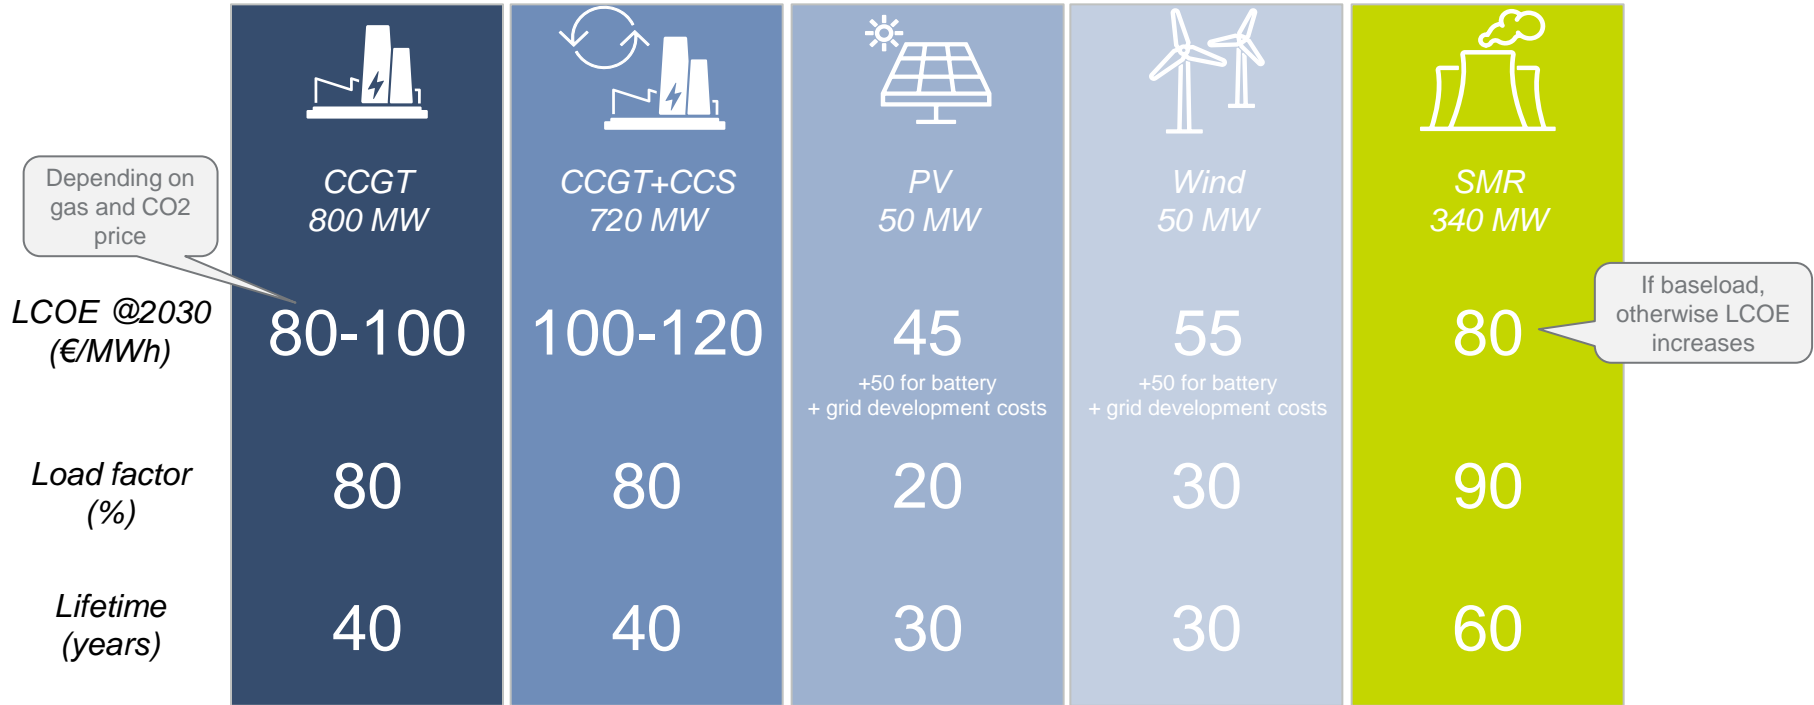 CCGT
800 MW
CCGT+CCS
720 MW
PV
50 MW
Wind
50 MW
SMR
340 MW
Depending on
gas and CO2
price
LCOE @2030
(€/MWh)
80-100
100-120
45
+50 for battery
+ grid development costs
55
+50 for battery
+ grid development costs
80
If baseload,
otherwise LCOE
increases
Load factor
(%)
80
80
20
30
90
Lifetime
(years)
40
40
30
30
60